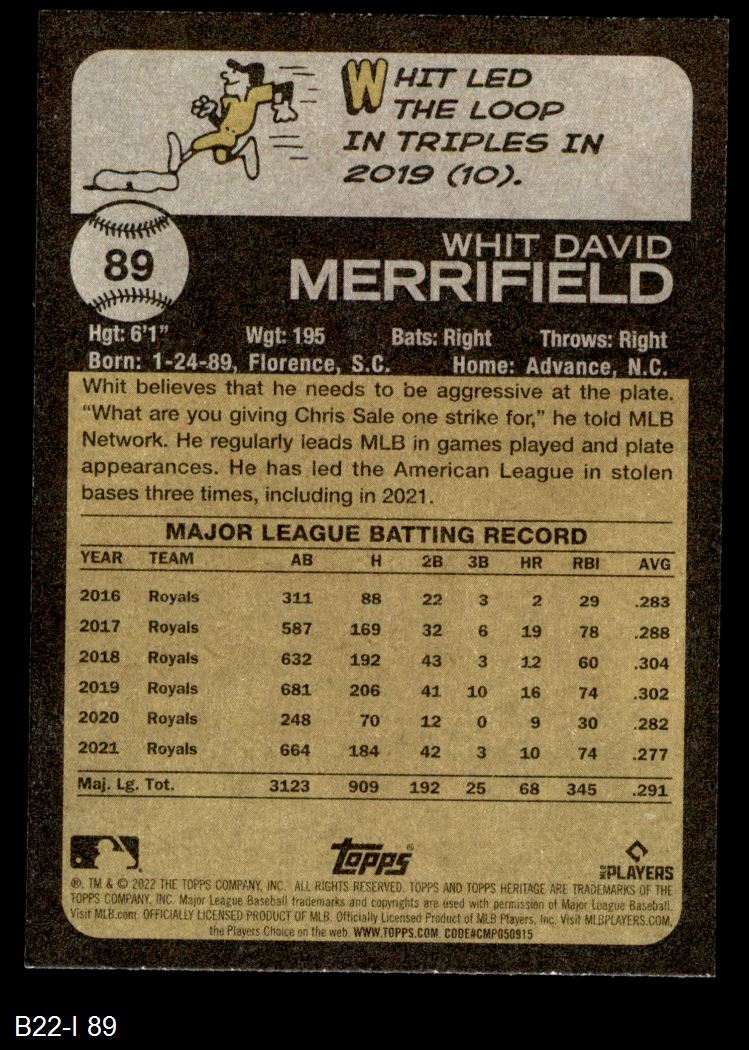 WHIT LED
THE LOOP
IN TRIPLES IN
2019 (10).
89
WHIT DAVID
MERRIFIELD
Hgt: 6'1" Wgt: 195 Bats: Right Throws: Right
Born: 1-24-89, Florence, S.C. Home: Advance, N.C.
Whit believes that he needs to be aggressive at the plate.
“What are you giving Chris Sale one strike for,” he told MLB
Network. He regularly leads MLB in games played and plate
appearances. He has led the American League in stolen
bases three times, including in 2021.
MAJOR LEAGUE BATTING RECORD
YEAR TEAM AB H 2B 3B HR RBI AVG
2016 Royals 311 88 22 3 2 29 .283
2017 Royals 587 169 32 6 19 78 .288
2018 Royals 632 192 43 3 12 60 .304
2019 Royals 681 206 41 10 16 74 .302
2020 Royals 248 70 12 0 9 30 .282
2021 Royals 664 184 42 3 10 74 .277
Maj. Lg. Tot. 3123 909 192 25 68 345 .291
Topps
MLB PLAYERS
®, TM & © 2022 THE TOPPS COMPANY, INC. ALL RIGHTS RESERVED. TOPPS AND TOPPS HERITAGE ARE TRADEMARKS OF THE
TOPPS COMPANY, INC. Major League Baseball trademarks and copyrights are used with permission of Major League Baseball.
Visit MLB.com. OFFICIALLY LICENSED PRODUCT OF MLB. Officially Licensed Product of MLB Players, Inc. Visit MLBPLAYERS.COM,
the Players Choice on the web. WWW.TOPPS.COM. CODE#CMP050915
B22-I 89